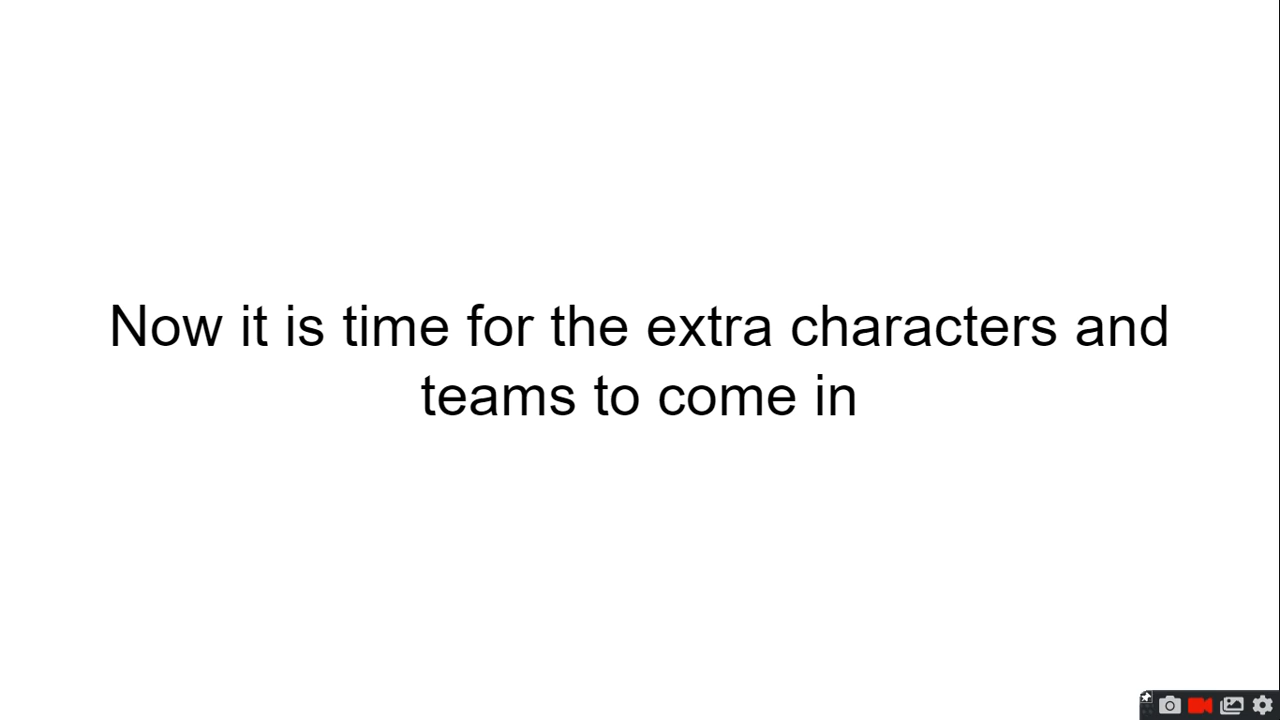 Now it is time for the extra characters and
teams to come in